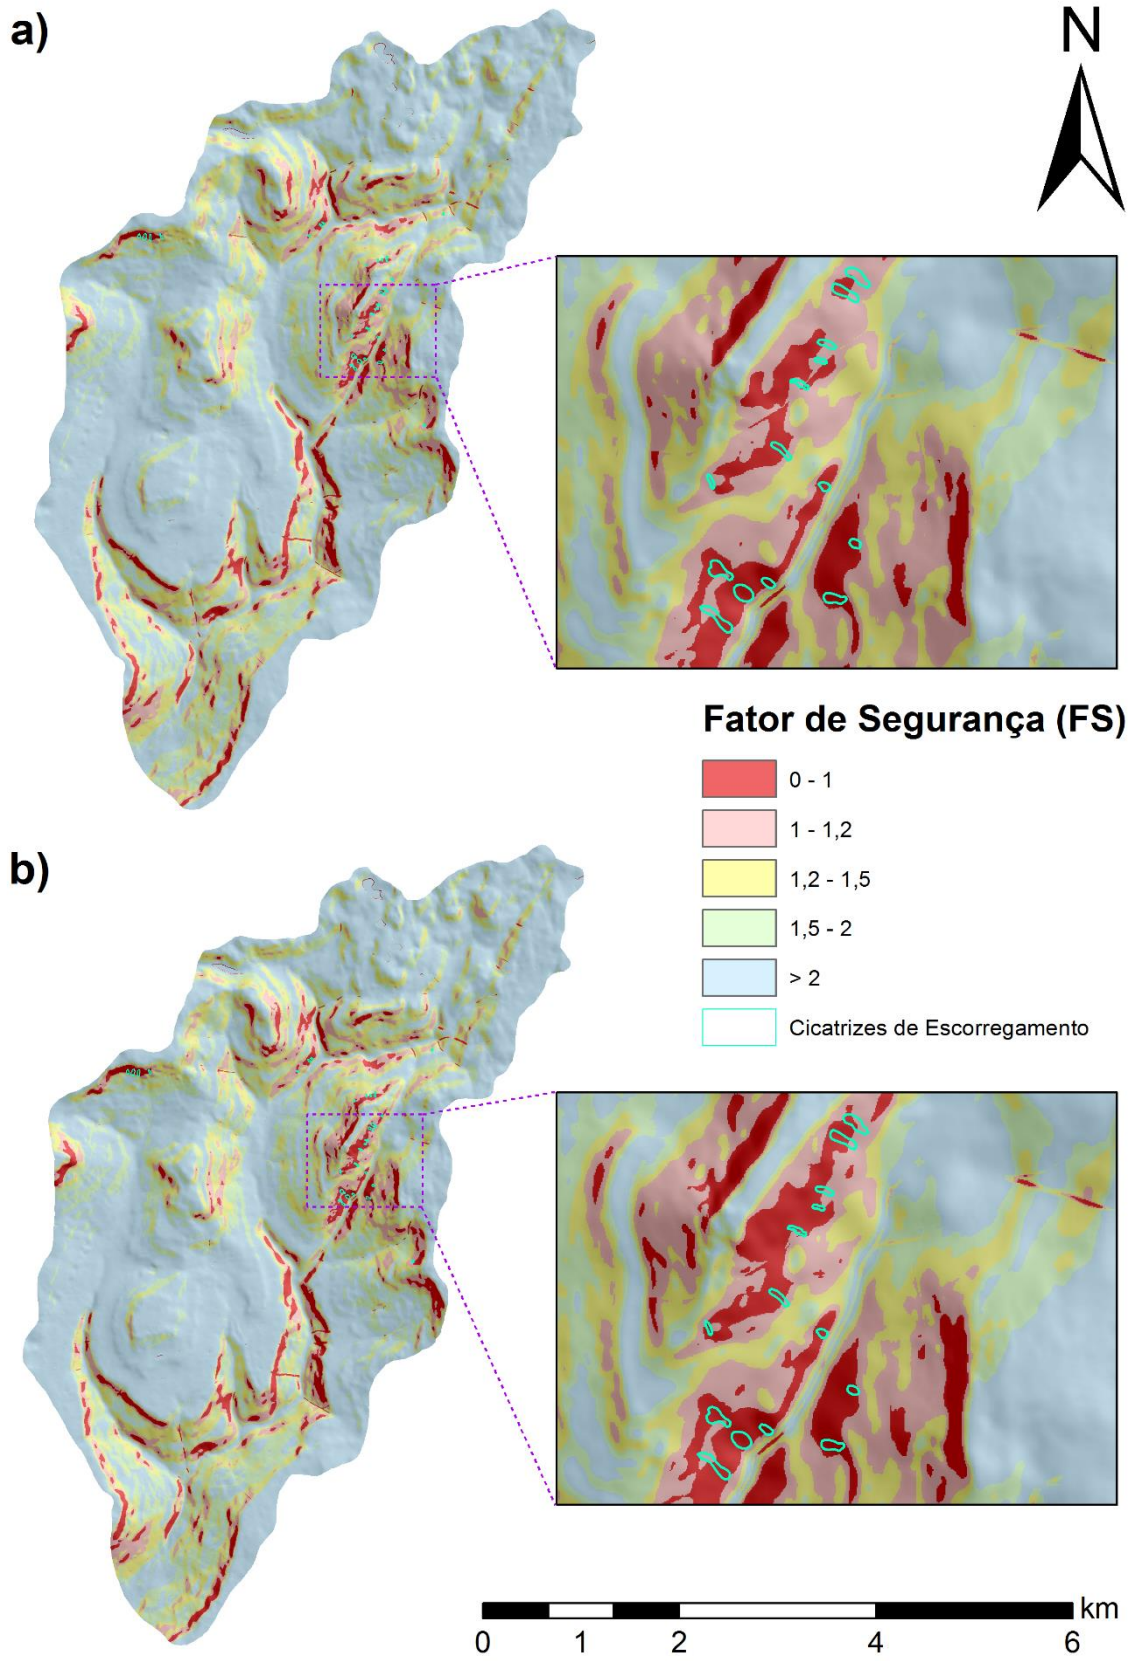 a)
N
Fator de Segurança (FS)
0 - 1
1 - 1,2
1,2 - 1,5
1,5 - 2
> 2
Cicatrizes de Escorregamento
b)
km
0 1 2 4 6